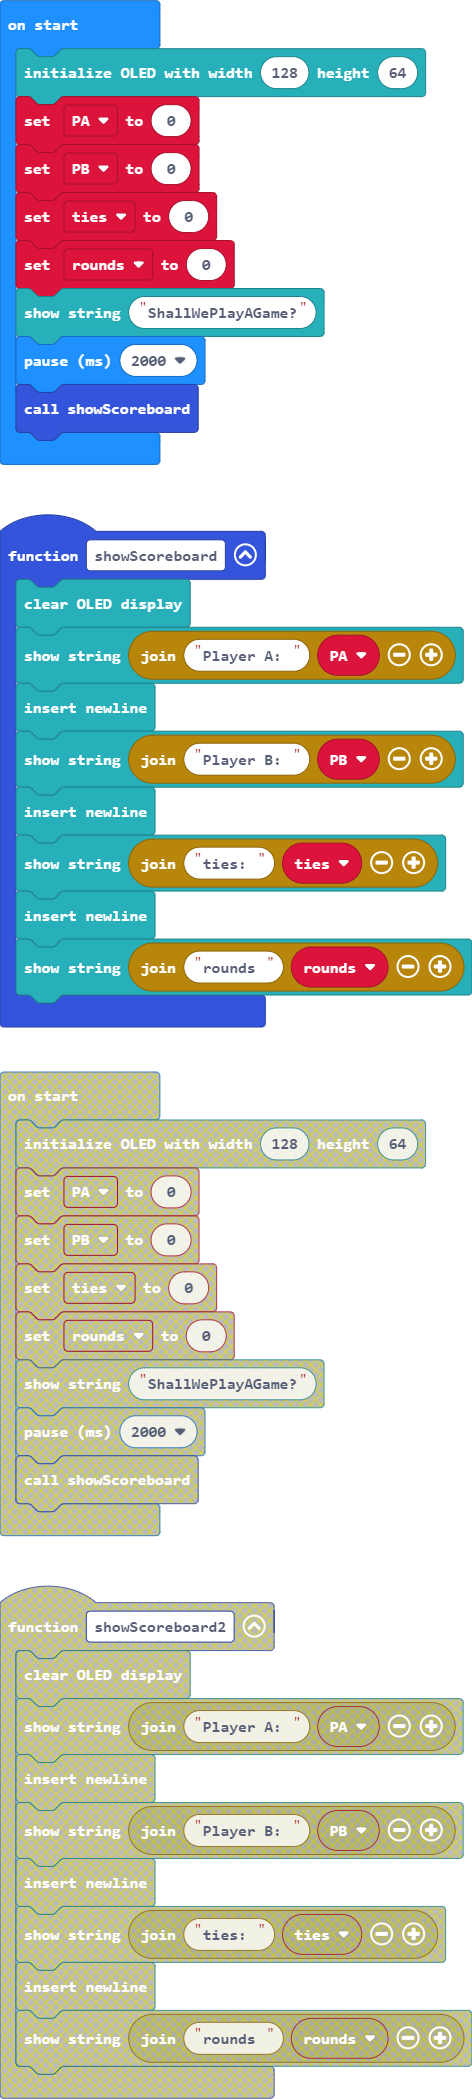 on start
initialize OLED with width 128 height 64
set PA to 0
set PB to 0
set ties to 0
set rounds to 0
show string "ShallWePlayAGame?"
pause (ms) 2000
call showScoreboard
function showScoreboard
clear OLED display
show string join "Player A: " PA
insert newline
show string join "Player B: " PB
insert newline
show string join "ties: " ties
insert newline
show string join "rounds " rounds
on start
initialize OLED with width 128 height 64
set PA to 0
set PB to 0
set ties to 0
set rounds to 0
show string "ShallWePlayAGame?"
pause (ms) 2000
call showScoreboard
function showScoreboard2
clear OLED display
show string join "Player A: " PA
insert newline
show string join "Player B: " PB
insert newline
show string join "ties: " ties
insert newline
show string join "rounds " rounds